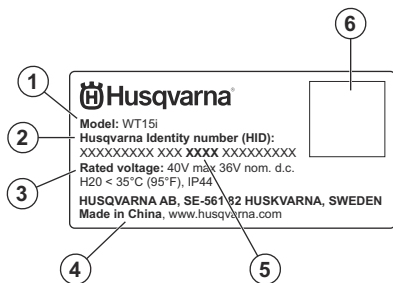 6
1
Husqvarna
2
Model: WT15i
Husqvarna Identity number (HID):
XXXXXXXXX XXX XXXX XXXXXXXXX
3
Rated voltage: 40V max 36V nom. d.c.
H20 < 35°C (95°F), IP44
HUSQVARNA AB, SE-561 82 HUSKVARNA, SWEDEN
Made in China, www.husqvarna.com
4
5